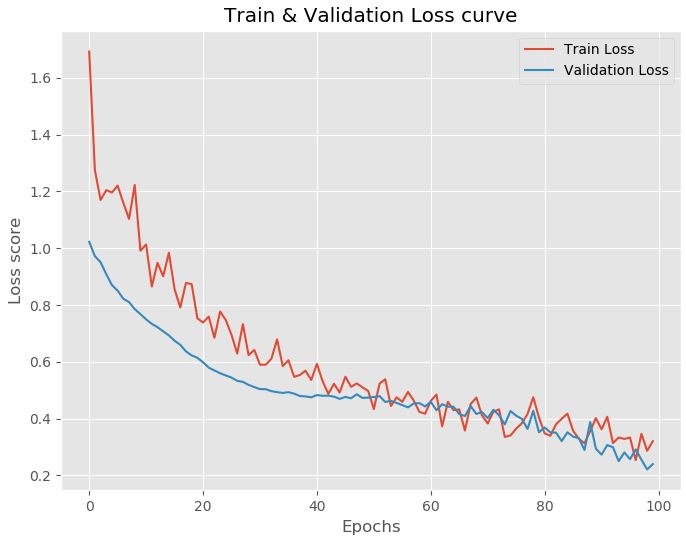 Train & Validation Loss curve
Train Loss
Validation Loss
Loss score
1.6
1.4
1.2
1.0
0.8
0.6
0.4
0.2
0 20 40 60 80 100
Epochs